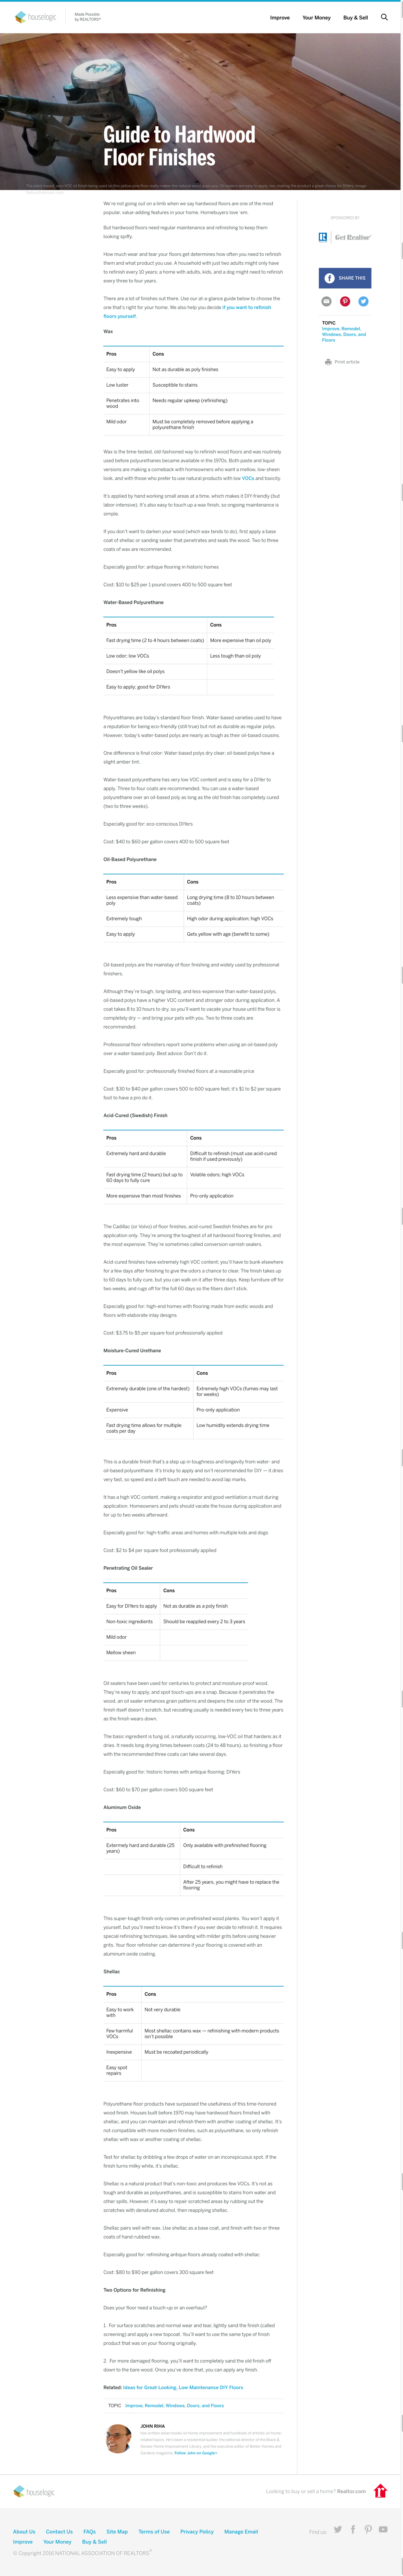 houselogic
Made Possible
by REALTORS®
Improve
Your Money
Buy & Sell
Guide to Hardwood
Floor Finishes
SPONSORED BY
Get Realtor
SHARE THIS
TOPIC
Improve, Remodel,
Windows, Doors, and
Floors
Print article
We're not going out on a limb when we say hardwood floors are one of the most
popular, value-adding features in your home. Homebuyers love 'em.
But hardwood floors need regular maintenance and refinishing to keep them
looking spiffy.
How much wear and tear your floors get determines how often you need to refinish
them and what product you use. A household with just two adults might only have
to refinish every 10 years; a home with adults, kids, and a dog might need to refinish
every three to four years.
There are a lot of finishes out there. Use our at-a-glance guide below to choose the
one that's right for your home. We also help you decide if you want to refinish
floors yourself.
Wax
Pros Cons
Easy to apply Not as durable as poly finishes
Low luster Susceptible to stains
Penetrates into Needs regular upkeep (refinishing)
wood
Mild odor Must be completely removed before applying a
polyurethane finish
Wax is the time-tested, old-fashioned way to refinish wood floors and was routinely
used before polyurethanes became available in the 1970s. Both paste and liquid
versions are making a comeback with homeowners who want a mellow, low-sheen
look, and with those who prefer to use natural products with low VOCs and toxicity.
It's applied by hand working small areas at a time, which makes it DIY-friendly (but
labor-intensive). It's also easy to touch up a wax finish, so ongoing maintenance is
simple.
If you don't want to darken your wood (which wax tends to do), first apply a base
coat of shellac or sanding sealer that penetrates and seals the wood. Two to three
coats of wax are recommended.
Especially good for: antique flooring in historic homes
Cost: $10 to $25 per 1 pound covers 400 to 500 square feet
Water-Based Polyurethane
Pros Cons
Fast drying time (2 to 4 hours between coats) More expensive than oil poly
Low odor; low VOCs Less tough than oil poly
Doesn't yellow like oil polys
Easy to apply; good for DIYers
Polyurethanes are today's standard floor finish. Water-based varieties used to have
a reputation for being eco-friendly (still true) but not as durable as regular polys.
However, today's water-based polys are nearly as tough as their oil-based cousins.
One difference is final color: Water-based polys dry clear; oil-based polys have a
slight amber tint.
Water-based polyurethane has very low VOC content and is easy for a DIYer to
apply. Three to four coats are recommended. You can use a water-based
polyurethane over an oil-based poly as long as the old finish has completely cured
(two to three weeks).
Especially good for: eco-conscious DIYers
Cost: $40 to $60 per gallon covers 400 to 500 square feet
Oil-Based Polyurethane
Pros Cons
Less expensive than water-based Long drying time (8 to 10 hours between
poly coats)
Extremely tough High odor during application; high VOCs
Easy to apply Gets yellow with age (benefit to some)
Oil-based polys are the mainstay of floor finishing and widely used by professional
finishers.
Although they're tough, long-lasting, and less-expensive than water-based polys,
oil-based polys have a higher VOC content and stronger odor during application. A
coat takes 8 to 10 hours to dry, so you'll want to vacate your house until the floor is
completely dry — and bring your pets with you. Two to three coats are
recommended.
Professional floor refinishers report some problems when using an oil-based poly
over a water-based poly. Best advice: Don't do it.
Especially good for: professionally finished floors at a reasonable price
Cost: $30 to $40 per gallon covers 500 to 600 square feet; it's $1 to $2 per square
foot to have a pro do it.
Acid-Cured (Swedish) Finish
Pros Cons
Extremely hard and durable Difficult to refinish (must use acid-cured
finish if used previously)
Fast drying time (2 hours) but up to Volatile odors; high VOCs
60 days to fully cure
More expensive than most finishes Pro-only application
The Cadillac (or Volvo) of floor finishes, acid-cured Swedish finishes are for pro
application only. They're among the toughest of all hardwood flooring finishes, and
the most expensive. They're sometimes called conversion varnish sealers.
Acid-cured finishes have extremely high VOC content; you'll have to bunk elsewhere
for a few days after finishing to give the odors a chance to clear. The finish takes up
to 60 days to fully cure, but you can walk on it after three days. Keep furniture off for
two weeks, and rugs off for the full 60 days so the fibers don't stick.
Especially good for: high-end homes with flooring made from exotic woods and
floors with elaborate inlay designs
Cost: $3.75 to $5 per square foot professionally applied
Moisture-Cured Urethane
Pros Cons
Extremely durable (one of the hardest) Extremely high VOCs (fumes may last
for weeks)
Expensive Pro-only application
Fast drying time allows for multiple Low humidity extends drying time
coats per day
This is a durable finish that's a step up in toughness and longevity from water- and
oil-based polyurethane. It's tricky to apply and isn't recommended for DIY — it dries
very fast, so speed and a deft touch are needed to avoid lap marks.
It has a high VOC content, making a respirator and good ventilation a must during
application. Homeowners and pets should vacate the house during application and
for up to two weeks afterward.
Especially good for: high-traffic areas and homes with multiple kids and dogs
Cost: $2 to $4 per square foot professionally applied
Penetrating Oil Sealer
Pros Cons
Easy for DIYers to apply Not as durable as a poly finish
Non-toxic ingredients Should be reapplied every 2 to 3 years
Mild odor
Mellow sheen
Oil sealers have been used for centuries to protect and moisture-proof wood.
They're easy to apply, and spot touch-ups are a snap. Because it penetrates the
wood, an oil sealer enhances grain patterns and deepens the color of the wood. The
finish itself doesn't scratch, but recoating usually is needed every two to three years
as the finish wears down.
The basic ingredient is tung oil, a naturally occurring, low-VOC oil that hardens as it
dries. It needs long drying times between coats (24 to 48 hours), so finishing a floor
with the recommended three coats can take several days.
Especially good for: historic homes with antique flooring; DIYers
Cost: $60 to $70 per gallon covers 500 square feet
Aluminum Oxide
Pros Cons
Extermely hard and durable (25 Only available with prefinished flooring
years)
Difficult to refinish
After 25 years, you might have to replace the
flooring
This super-tough finish only comes on prefinished wood planks. You won't apply it
yourself, but you'll need to know it's there if you ever decide to refinish it. It requires
special refinishing techniques, like sanding with milder grits before using heavier
grits. Your floor refinisher can determine if your flooring is covered with an
aluminum oxide coating.
Shellac
Pros Cons
Easy to work Not very durable
with
Few harmful Most shellac contains wax — refinishing with modern products
VOCs isn't possible
Inexpensive Must be recoated periodically
Easy spot
repairs
Polyurethane floor products have surpassed the usefulness of this time-honored
wood finish. Houses built before 1970 may have hardwood floors finished with
shellac, and you can maintain and refinish them with another coating of shellac. It's
not compatible with more modern finishes, such as polyurethane, so only refinish
shellac with wax or another coating of shellac.
Test for shellac by dribbling a few drops of water on an inconspicuous spot. If the
finish turns milky white, it's shellac.
Shellac is a natural product that's non-toxic and produces few VOCs. It's not as
tough and durable as polyurethanes, and is susceptible to stains from water and
other spills. However, it's easy to repair scratched areas by rubbing out the
scratches with denatured alcohol, then reapplying shellac.
Shellac pairs well with wax. Use shellac as a base coat, and finish with two or three
coats of hand-rubbed wax.
Especially good for: refinishing antique floors already coated with shellac
Cost: $80 to $90 per gallon covers 300 square feet
Two Options for Refinishing
Does your floor need a touch-up or an overhaul?
1. For surface scratches and normal wear and tear, lightly sand the finish (called
screening) and apply a new topcoat. You'll want to use the same type of finish
product that was on your flooring originally.
2. For more damaged flooring, you'll want to completely sand the old finish off
down to the bare wood. Once you've done that, you can apply any finish.
Related: Ideas for Great-Looking, Low-Maintenance DIY Floors
TOPIC Improve, Remodel, Windows, Doors, and Floors
JOHN RIHA
Follow John on Google+
houselogic
Looking to buy or sell a home? Realtor.com
About Us Contact Us FAQs Site Map Terms of Use Privacy Policy Manage Email
Find us:
Improve Your Money Buy & Sell
© Copyright 2016 NATIONAL ASSOCIATION OF REALTORS®